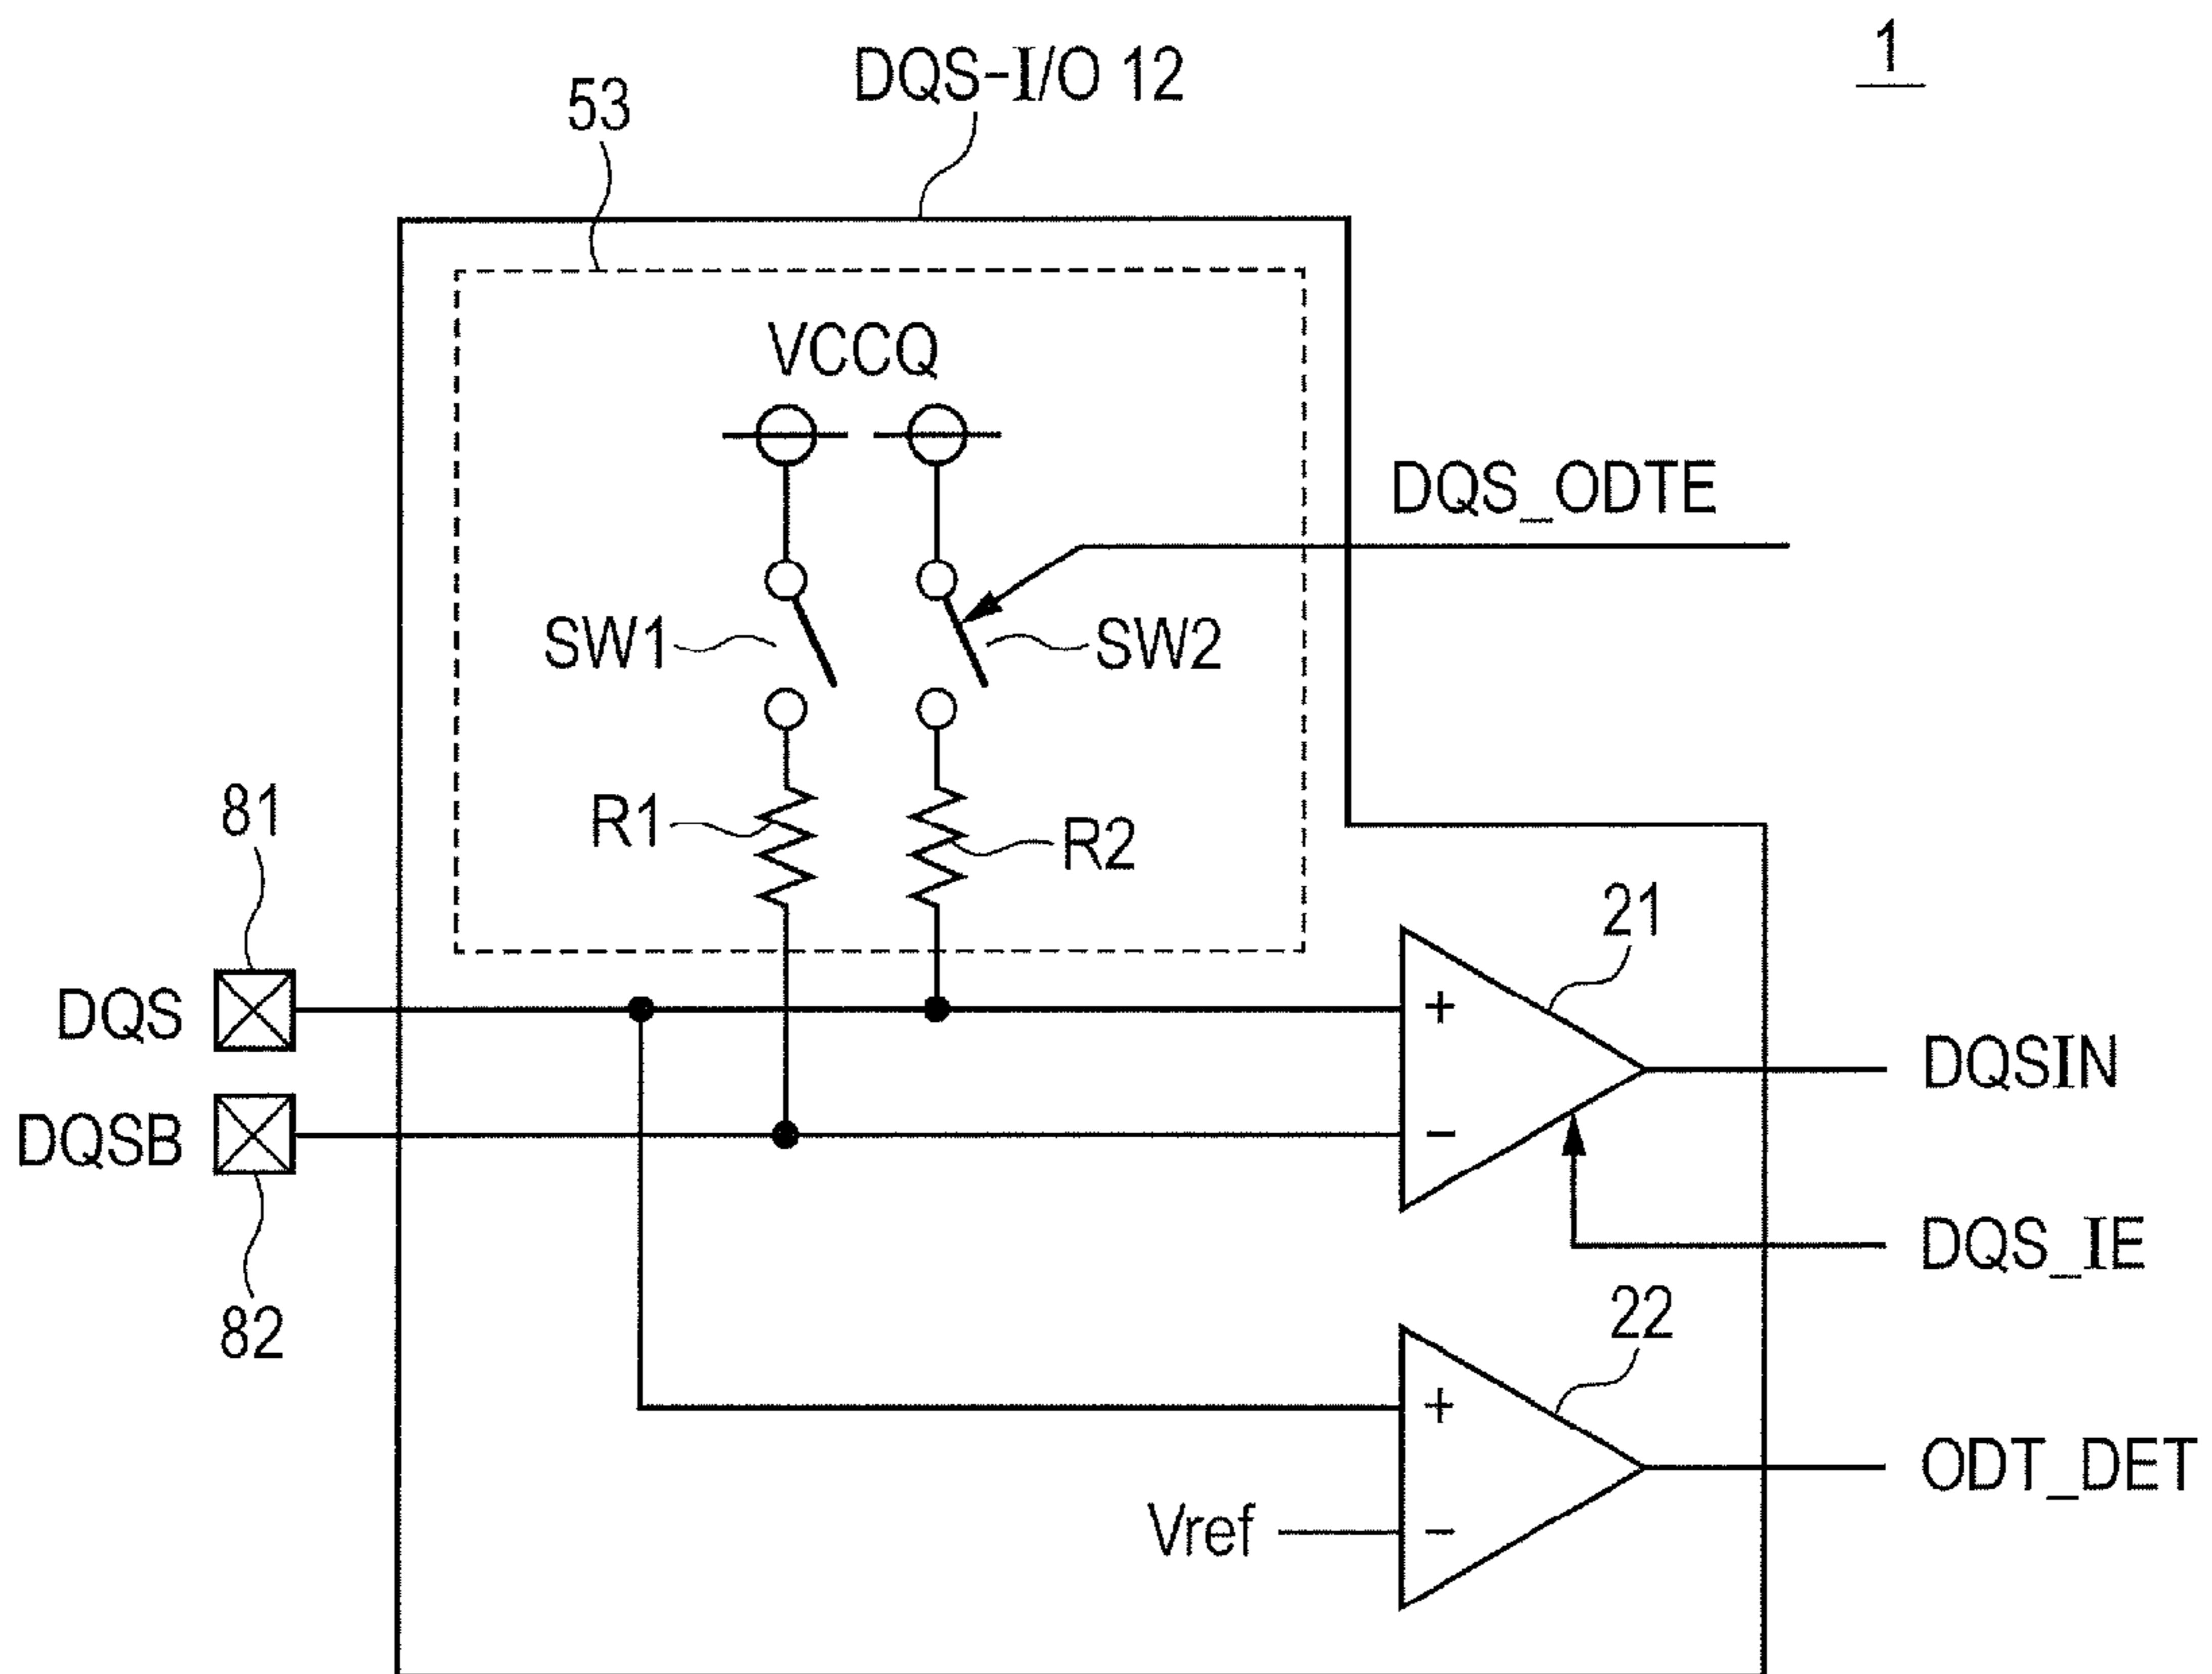 1
DQS-I/O 12
53
VCCQ
DQS_ODTE
SW1
SW2
81
R1
R2
21
+
DQS
DQSIN
DQSB
-
DQS_IE
82
22
+
ODT_DET
Vref
-